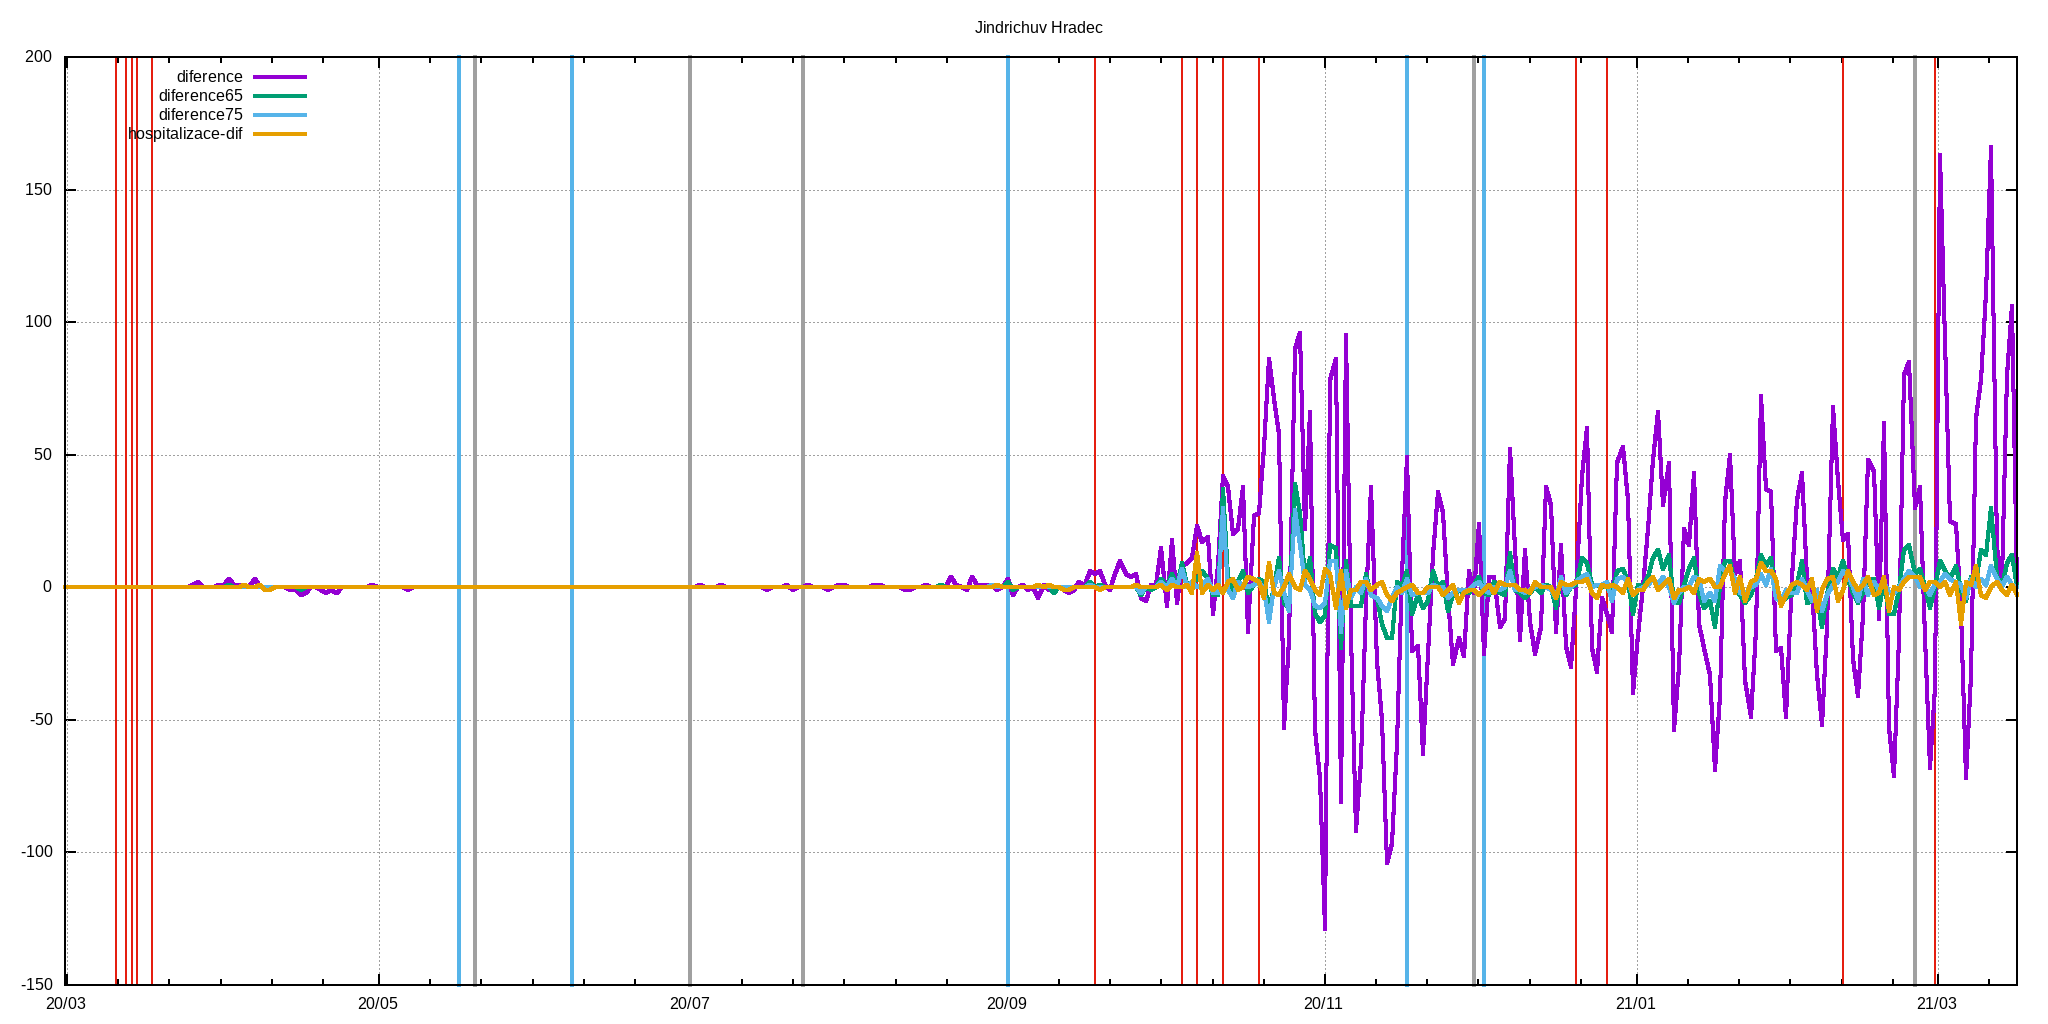 Jindrichuv Hradec
200
150
100
50
0
-50
-100
-150
diference
diference65
diference75
hospitalizace-dif
20/03 20/05 20/07 20/09 20/11 21/01 21/03